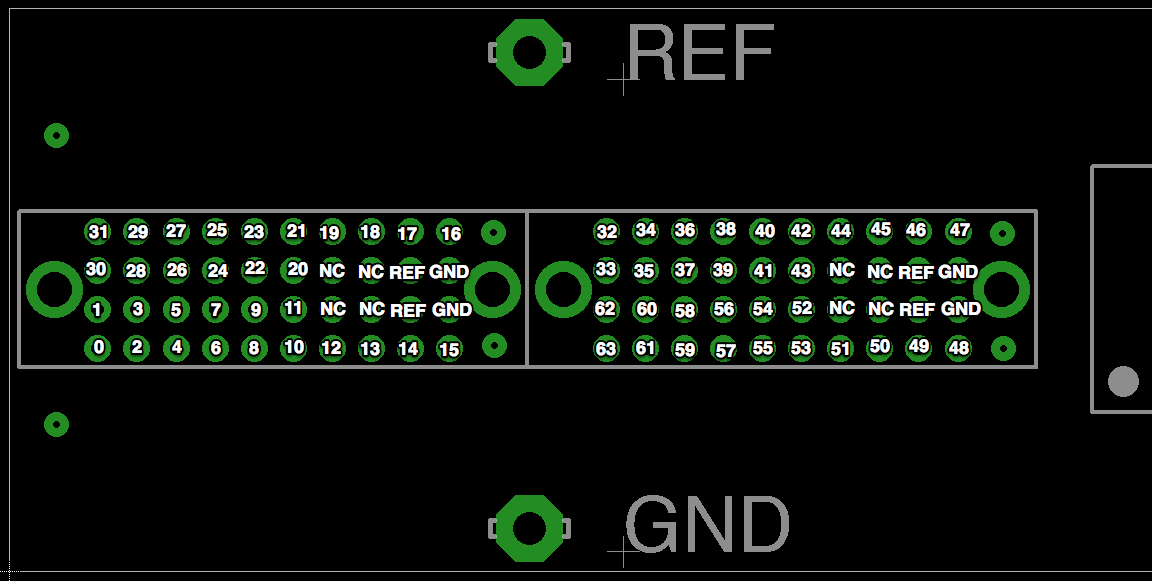 REF
31 29 27 25 23 21 19 18 17 16 32 34 36 38 40 42 44 45 46 47
30 28 26 24 22 20 NC NC REF GND 33 35 37 39 41 43 NC NC REF GND
1 3 5 7 9 11 NC NC REF GND 62 60 58 56 54 52 NC NC REF GND
0 2 4 6 8 10 12 13 14 15 63 61 59 57 55 53 51 50 49 48
GND